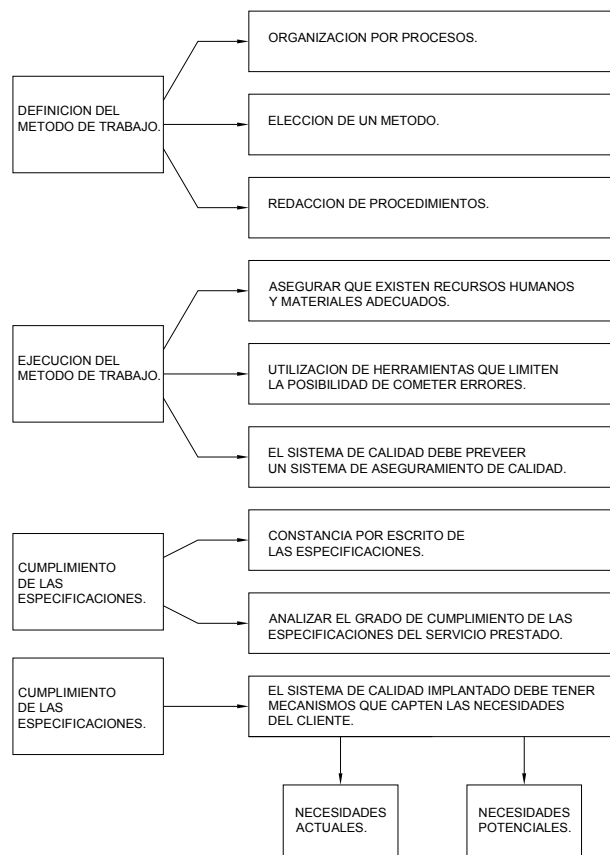 ORGANIZACION POR PROCESOS.
DEFINICION DEL
METODO DE TRABAJO.
ELECCION DE UN METODO.
REDACCION DE PROCEDIMIENTOS.
ASEGURAR QUE EXISTEN RECURSOS HUMANOS
Y MATERIALES ADECUADOS.
EJECUCION DEL
METODO DE TRABAJO.
UTILIZACION DE HERRAMIENTAS QUE LIMITEN
LA POSIBILIDAD DE COMETER ERRORES.
EL SISTEMA DE CALIDAD DEBE PREVEER
UN SISTEMA DE ASEGURAMIENTO DE CALIDAD.
CONSTANCIA POR ESCRITO DE
LAS ESPECIFICACIONES.
CUMPLIMIENTO
DE LAS
ESPECIFICACIONES.
ANALIZAR EL GRADO DE CUMPLIMIENTO DE LAS
ESPECIFICACIONES DEL SERVICIO PRESTADO.
CUMPLIMIENTO
DE LAS
ESPECIFICACIONES.
EL SISTEMA DE CALIDAD IMPLANTADO DEBE TENER
MECANISMOS QUE CAPTEN LAS NECESIDADES
DEL CLIENTE.
NECESIDADES
ACTUALES.
NECESIDADES
POTENCIALES.